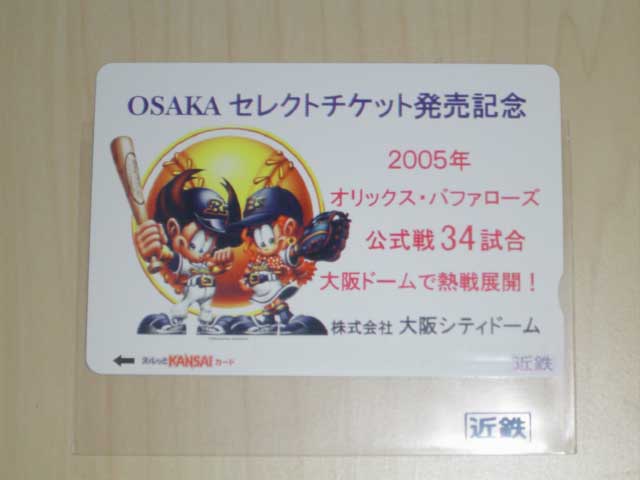 OSAKA セレクトチケット発売記念
2005年
オリックス・バファローズ
公式戦34試合
大阪ドームで熱戦展開！
株式会社 大阪シティドーム
スルッとKANSAIカード
近鉄
近鉄